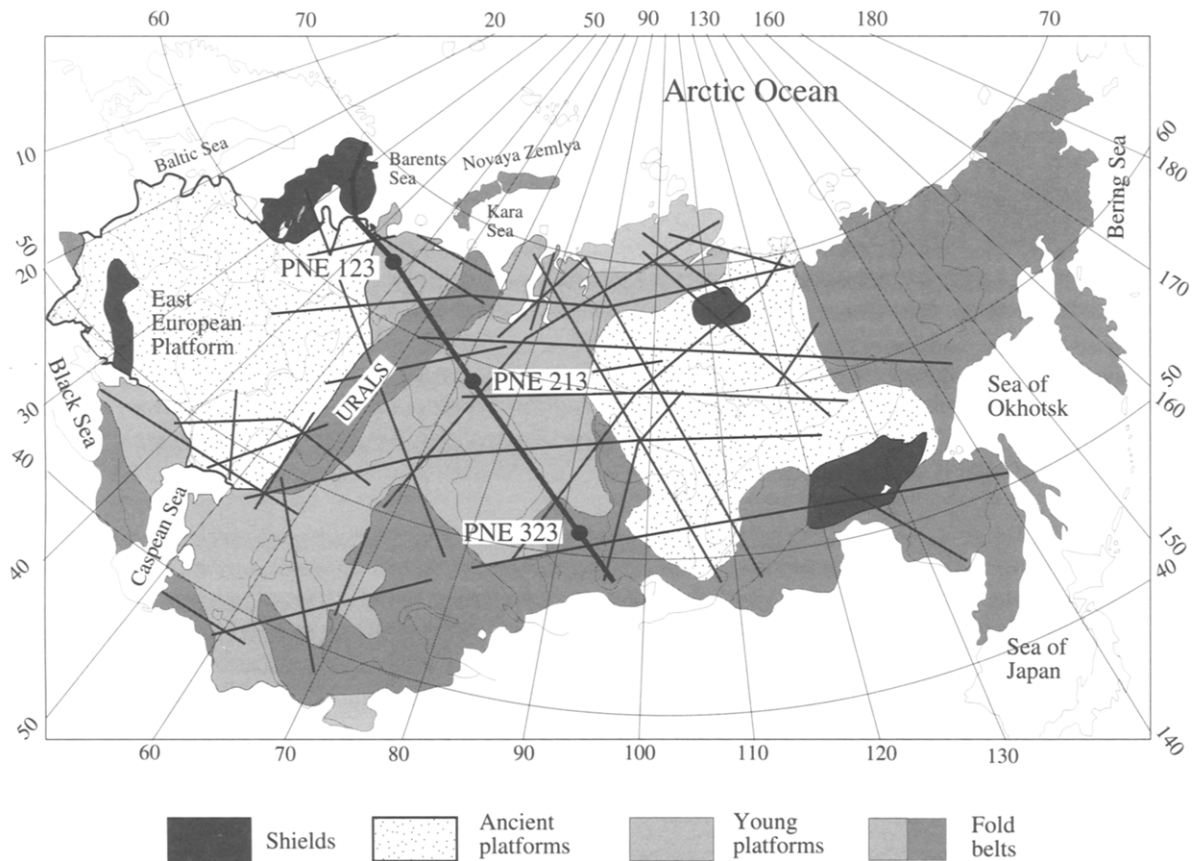 60
70
20
50
90
130
160
180
70
Arctic Ocean
10
Baltic Sea
Barents
Sea
Novaya Zemlya
Kara
Sea
60
180
Bering Sea
50
20
PNE 123
East
European
Platform
170
Black Sea
30
URALS
PNE 213
Sea of
Okhotsk
50
160
40
Caspean Sea
PNE 323
150
40
40
Sea of
Japan
50
140
60
70
80
90
100
110
120
130
Shields
Ancient
platforms
Young
platforms
Fold
belts